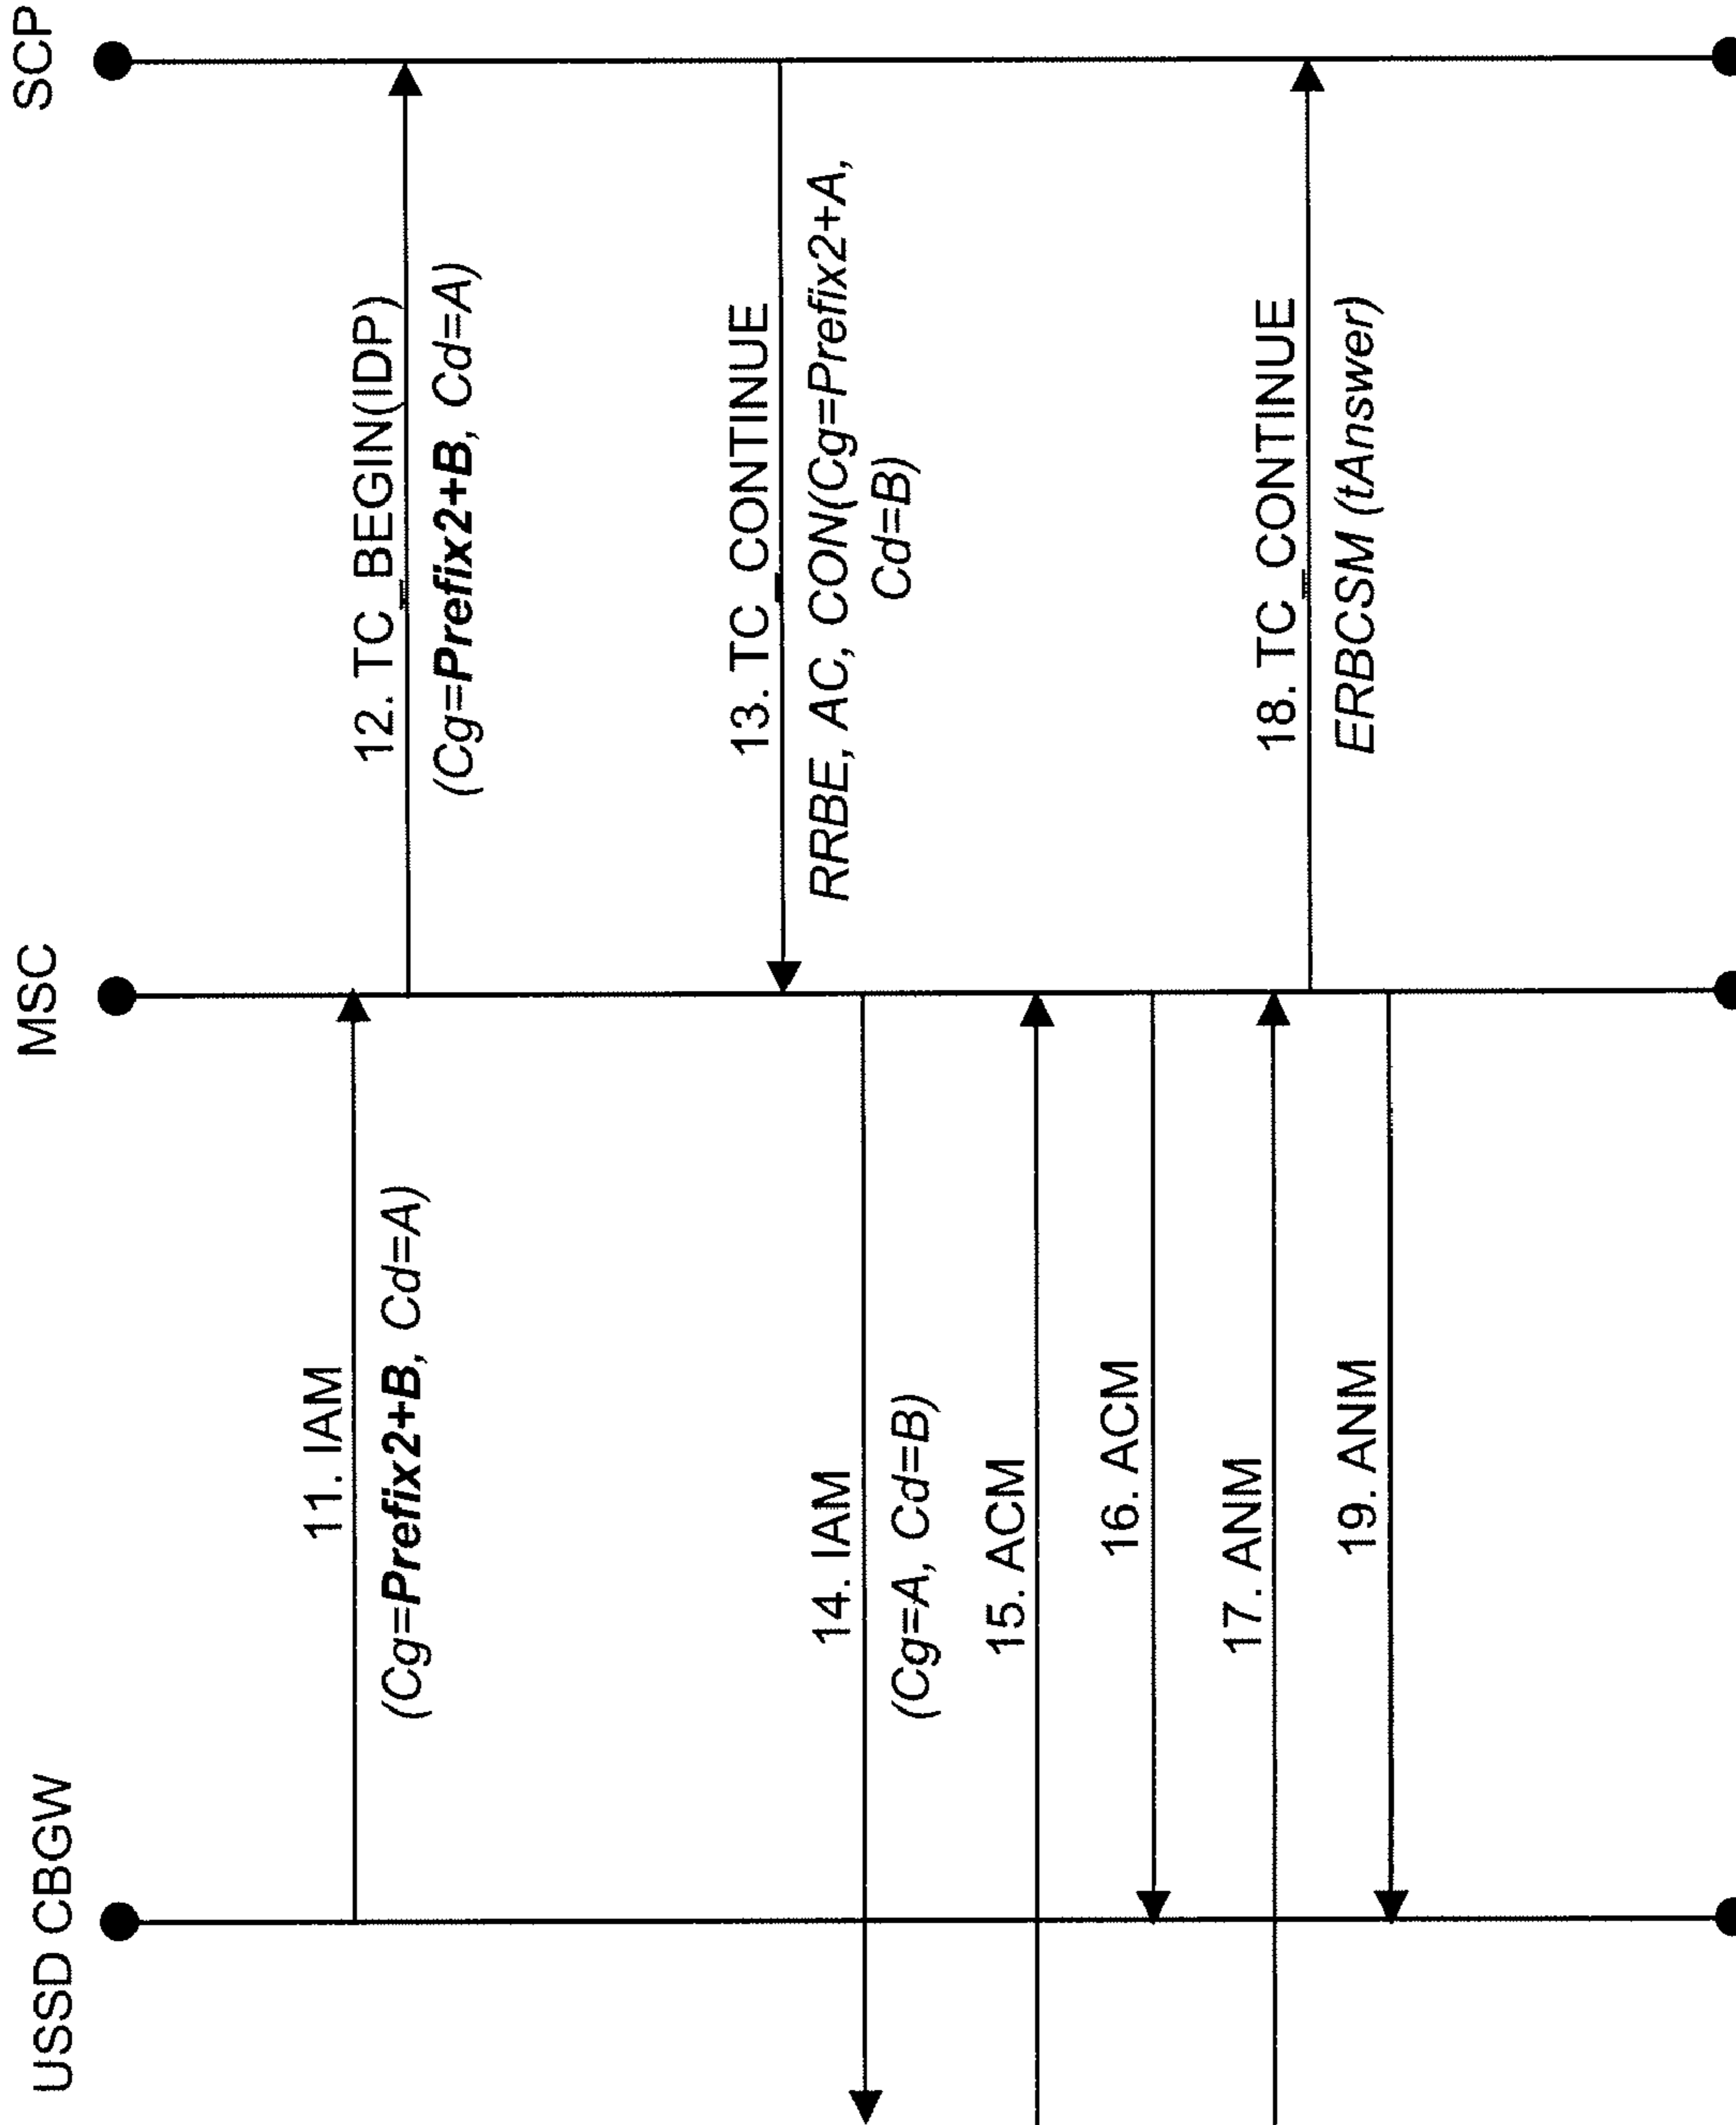 USSD CBGW
MSC
SCP
11. IAM
(Cg=Prefix2+B, Cd=A)
12. TC_BEGIN(IDP)
(Cg=Prefix2+B, Cd=A)
13. TC_CONTINUE
RRBE, AC, CON(Cg=Prefix2+A,
Cd=B)
14. IAM
(Cg=A, Cd=B)
15. ACM
16. ACM
17. ANM
18. TC_CONTINUE
ERBCSM (tAnswer)
19. ANM